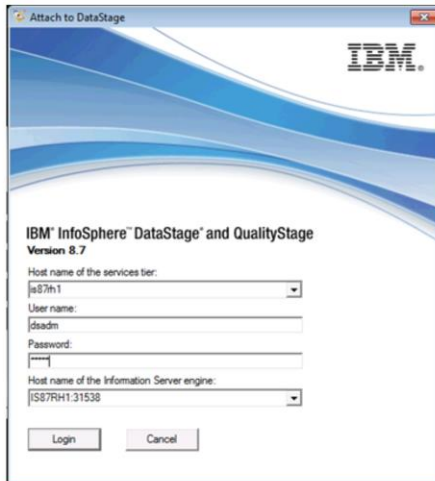 Attach to DataStage
IBM®
IBM® InfoSphere™ DataStage® and QualityStage
Version 8.7
Host name of the services tier:
is87rh1
User name:
dsadm
Password:
*****
Host name of the Information Server engine:
IS87RH1:31538
Login Cancel